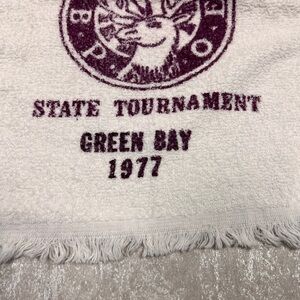 B P O
STATE TOURNAMENT
GREEN BAY
1977